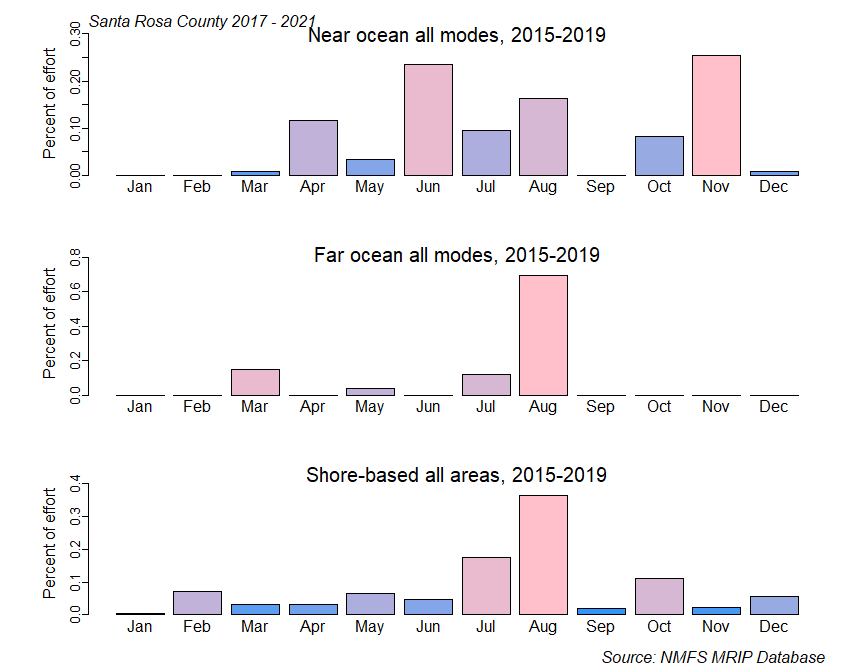 Santa Rosa County 2017 - 2021
Near ocean all modes, 2015-2019
Percent of effort
0.30
0.20
0.10
0.00
Jan Feb Mar Apr May Jun Jul Aug Sep Oct Nov Dec
Far ocean all modes, 2015-2019
Percent of effort
0.8
0.6
0.4
0.2
0.0
Jan Feb Mar Apr May Jun Jul Aug Sep Oct Nov Dec
Shore-based all areas, 2015-2019
Percent of effort
0.4
0.3
0.2
0.1
0.0
Jan Feb Mar Apr May Jun Jul Aug Sep Oct Nov Dec
Source: NMFS MRIP Database